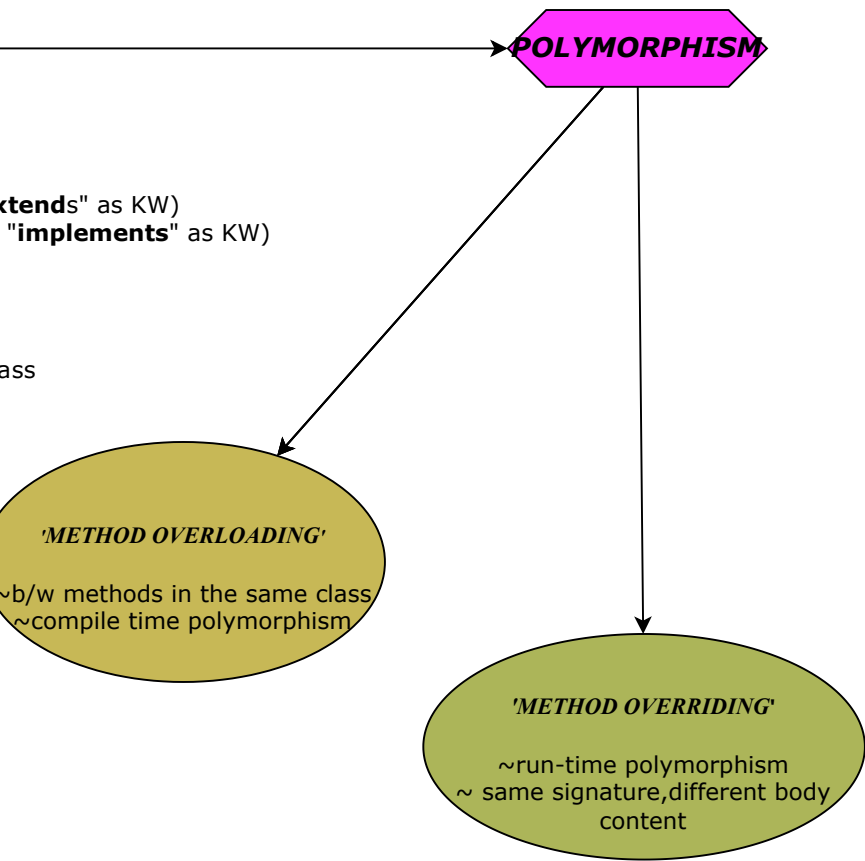 POLYMORPHISM
xtends" as KW)
"implements" as KW)
ass
'METHOD OVERLOADING'
~b/w methods in the same class
~compile time polymorphism
'METHOD OVERRIDING'
~run-time polymorphism
~ same signature,different body
content